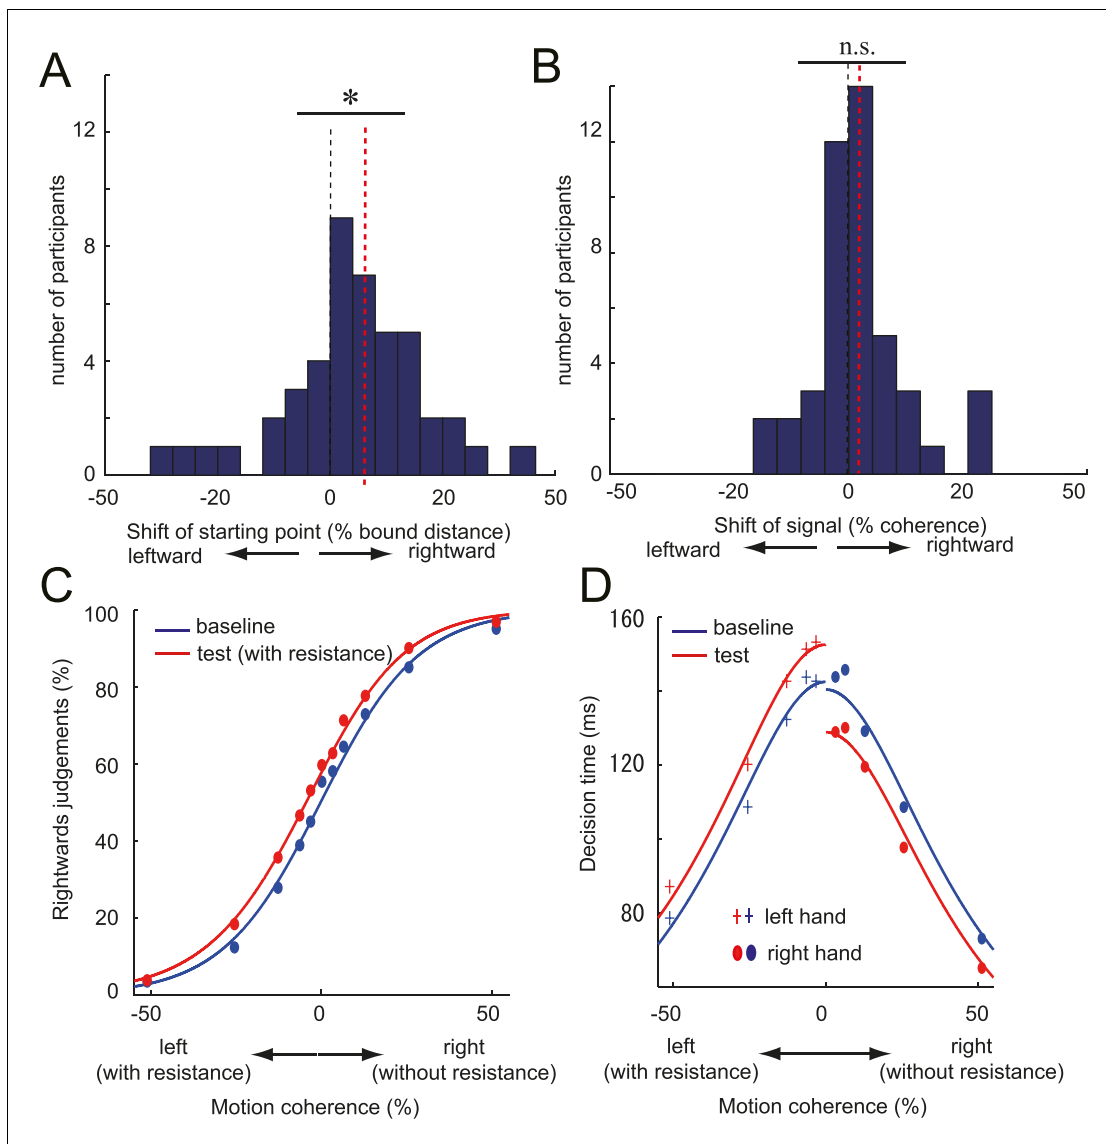 A
*
number of participants
12
8
4
0
-50
-20
0
20
50
Shift of starting point (% bound distance)
leftward
rightward
B
n.s.
number of participants
12
8
4
0
-50
-20
0
20
50
Shift of signal (% coherence)
leftward
rightward
C
baseline
test (with resistance)
Rightwards judgements (%)
100
80
60
40
20
0
-50
0
50
left
(with resistance)
right
(without resistance)
Motion coherence (%)
D
baseline
test
Decision time (ms)
160
120
80
left hand
right hand
-50
0
50
left
(with resistance)
right
(without resistance)
Motion coherence (%)